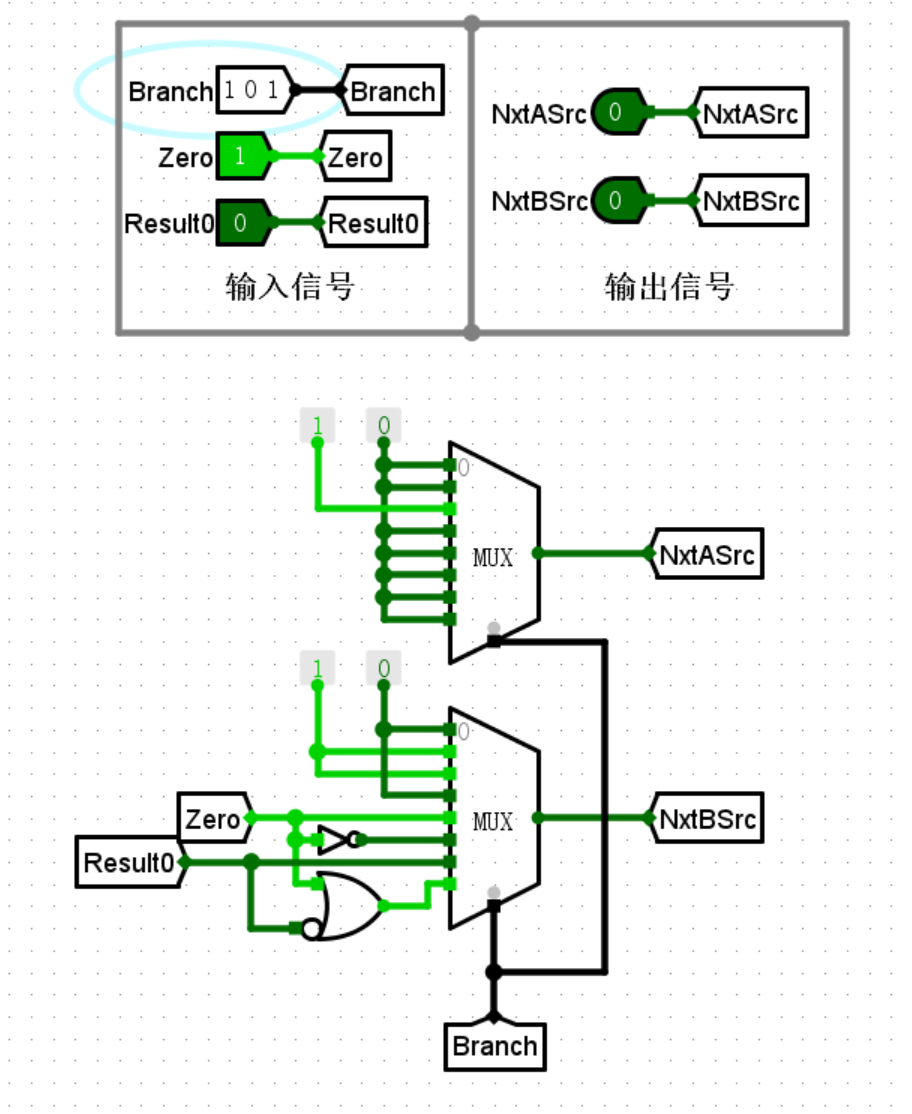 Branch 1 0 1 Branch
Zero 1 Zero
Result0 0 Result0
输入信号
NxtASrc 0 NxtASrc
NxtBSrc 0 NxtBSrc
输出信号
1 0
0
MUX
NxtASrc
1 0
0
MUX
NxtBSrc
Zero
Result0
Branch